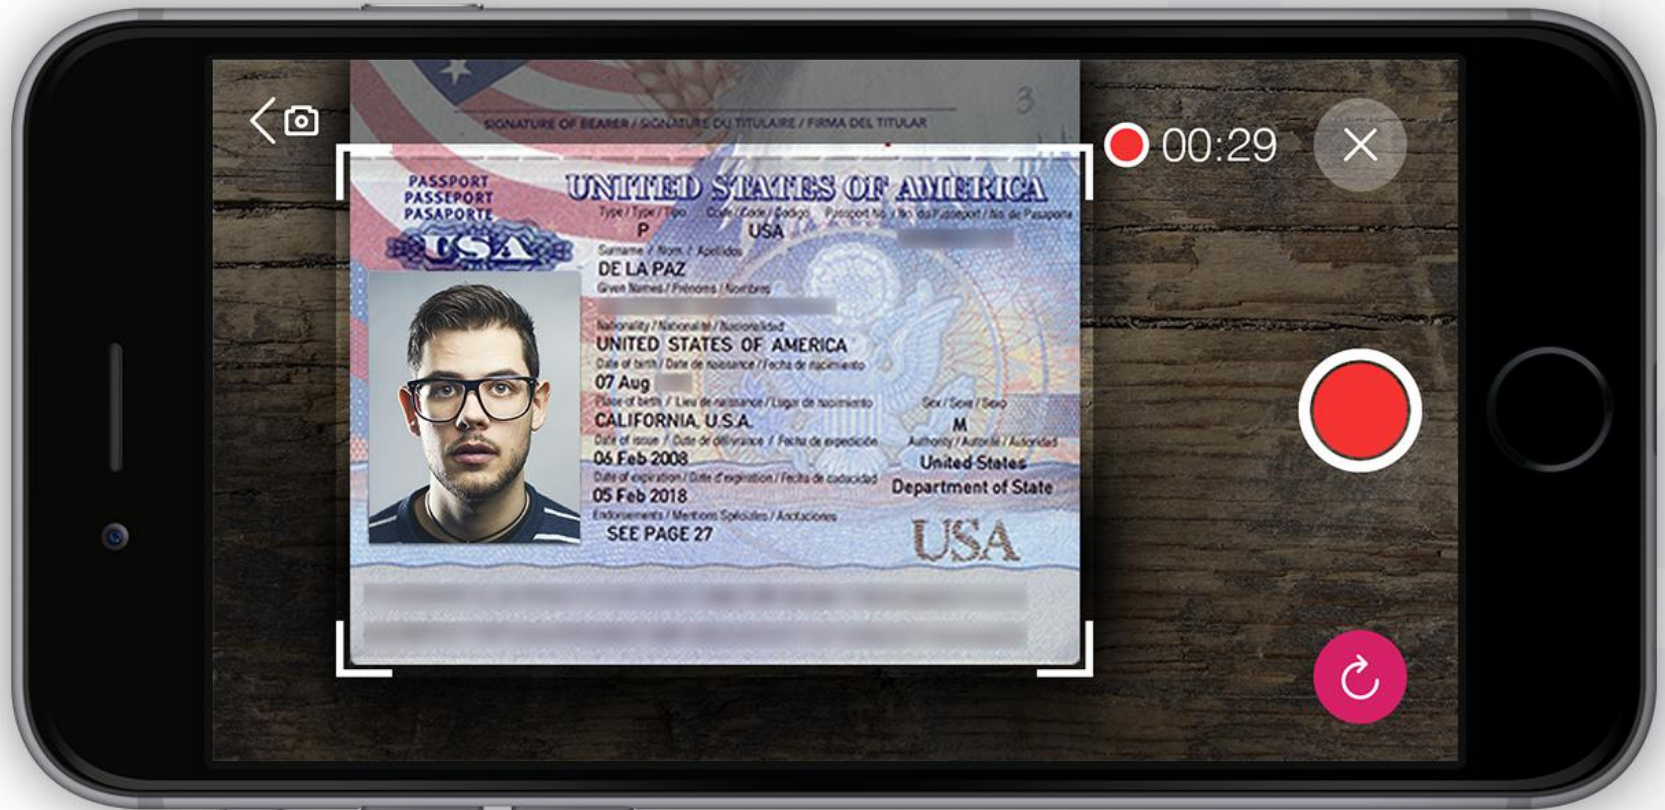 3
SIGNATURE OF BEARER / SIGNATURE DU TITULAIRE / FIRMA DEL TITULAR
00:29
PASSPORT
PASSEPORT
PASAPORTE
USA
UNITED STATES OF AMERICA
Type / Type / Tipo Code / Code / Codigo Passport No. / No. du Passeport / No. de Pasaporte
P USA
Surname / Nom / Apellidos
DE LA PAZ
Given Names / Prénoms / Nombres
Nationality / Nationalité / Nacionalidad
UNITED STATES OF AMERICA
Date of birth / Date de naissance / Fecha de nacimiento
07 Aug
Place of birth / Lieu de naissance / Lugar de nacimiento Sex / Sexe / Sexo
CALIFORNIA, U.S.A. M
Date of issue / Date de délivrance / Fecha de expedición Authority / Autorité / Autoridad
06 Feb 2008 United States
Date of expiration / Date d'expiration / Fecha de caducidad Department of State
05 Feb 2018
Endorsements / Mentions Spéciales / Anotaciones
SEE PAGE 27
USA